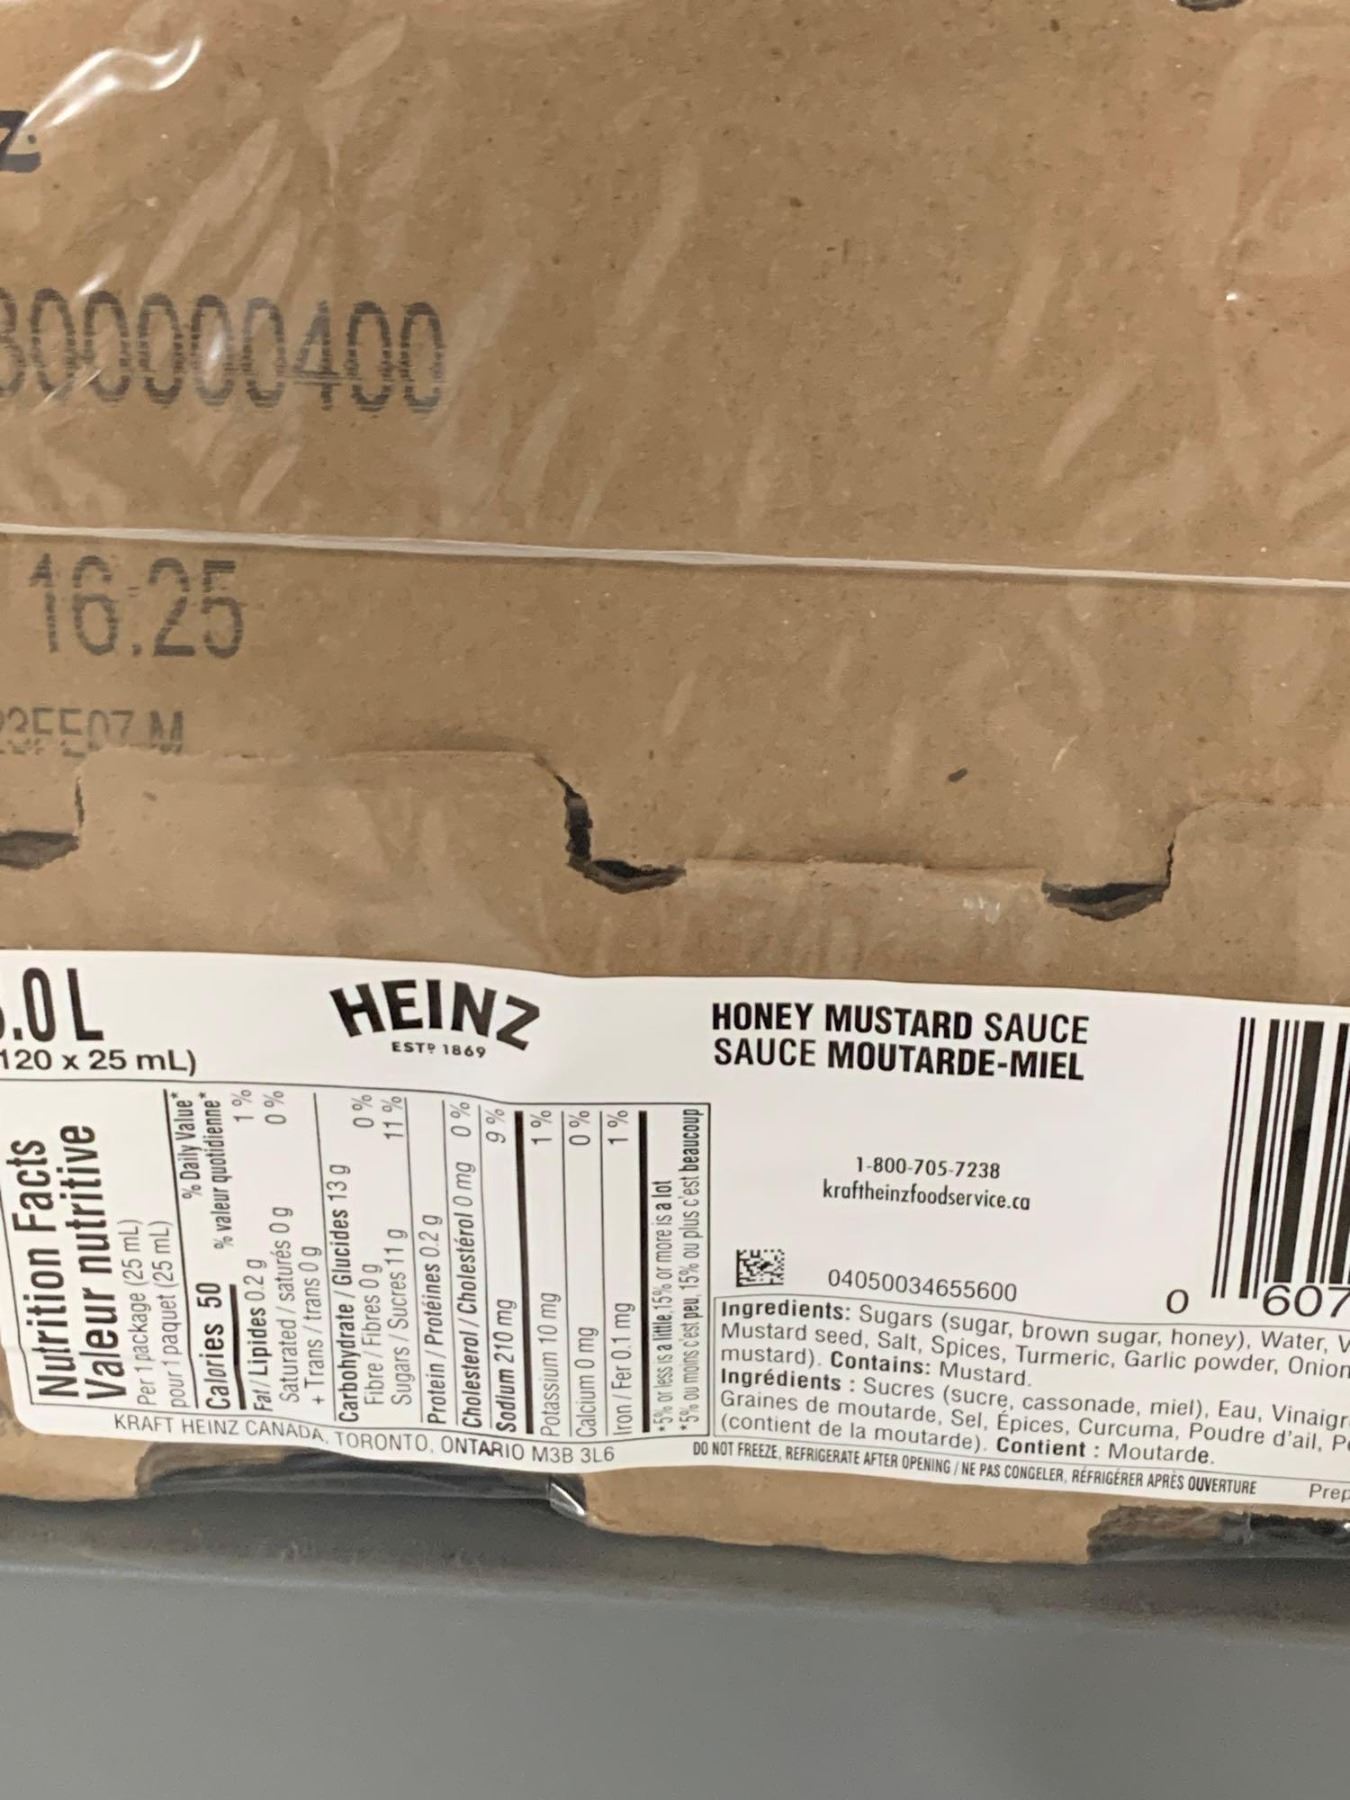 Z.
00000400
16:25
.0 L
120 x 25 mL)
HEINZ
ESTD 1869
HONEY MUSTARD SAUCE
SAUCE MOUTARDE-MIEL
1-800-705-7238
kraftheinzfoodservice.ca
04050034655600
0
607
Nutrition Facts
Valeur nutritive
Per 1 package (25 mL)
pour 1 paquet (25 mL)
% Daily Value*
Calories 50 % valeur quotidienne*
Fat / Lipides 0.2 g 1 %
Saturated / saturés 0 g 0 %
+ Trans / trans 0 g
Carbohydrate / Glucides 13 g
Fibre / Fibres 0 g 0 %
Sugars / Sucres 11 g 11 %
Protein / Protéines 0.2 g
Cholesterol / Cholestérol 0 mg 0 %
Sodium 210 mg 9 %
Potassium 10 mg 1 %
Calcium 0 mg 0 %
Iron / Fer 0.1 mg 1 %
*5% or less is a little, 15% or more is a lot
*5% ou moins c'est peu, 15% ou plus c'est beaucoup
Ingredients: Sugars (sugar, brown sugar, honey), Water,
Mustard seed, Salt, Spices, Turmeric, Garlic powder, Onion
mustard). Contains: Mustard.
Ingrédients : Sucres (sucre, cassonade, miel), Eau, Vinaigr
Graines de moutarde, Sel, Épices, Curcuma, Poudre d'ail,
(contient de la moutarde). Contient : Moutarde.
KRAFT HEINZ CANADA, TORONTO, ONTARIO M3B 3L6
DO NOT FREEZE, REFRIGERATE AFTER OPENING / NE PAS CONGELER, RÉFRIGÉRER APRÈS OUVERTURE
Prep